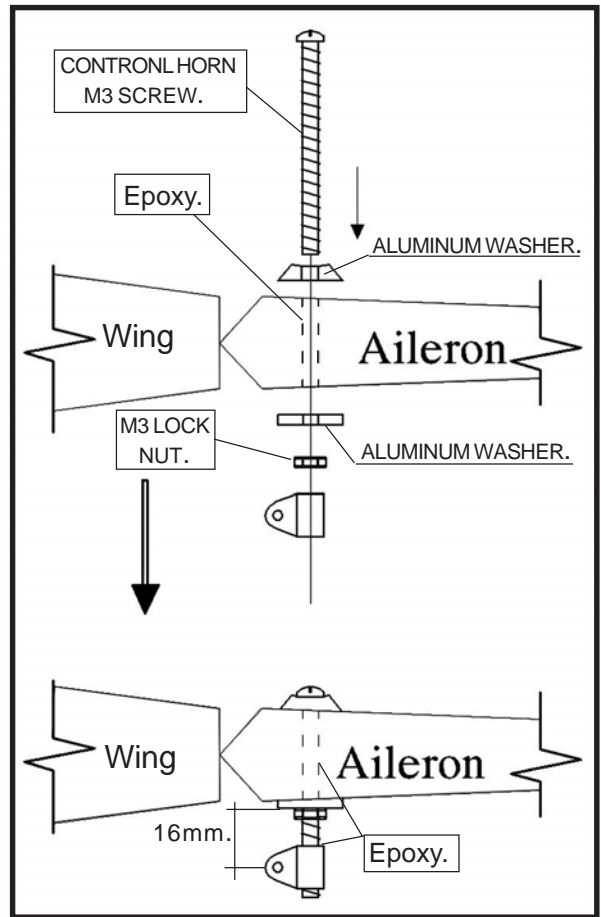 CONTRONL HORN
M3 SCREW.
Epoxy.
ALUMINUM WASHER.
Wing
Aileron
M3 LOCK
NUT.
ALUMINUM WASHER.
Wing
Aileron
16mm.
Epoxy.